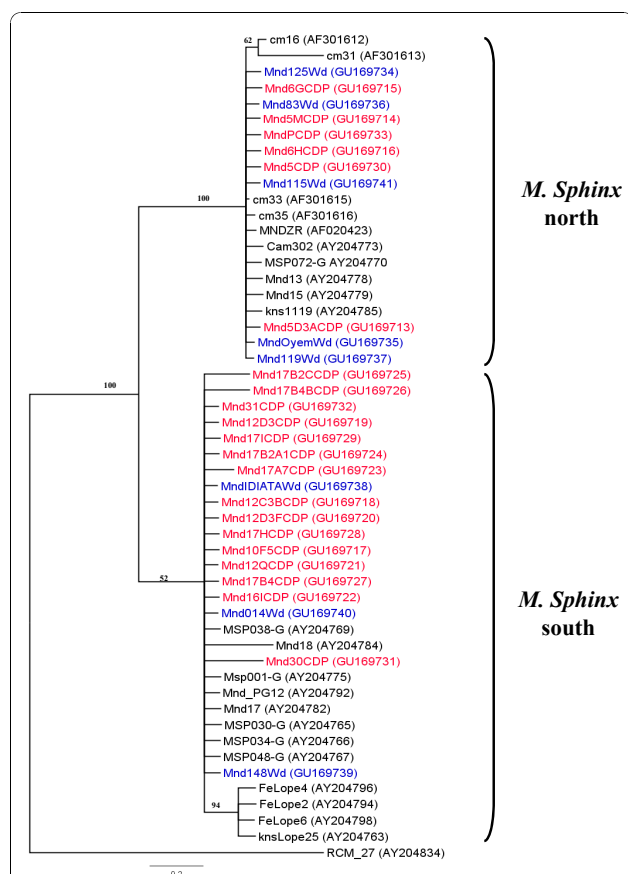 62
cm16 (AF301612)
cm31 (AF301613)
Mnd125Wd (GU169734)
Mnd6GCDP (GU169715)
Mnd83Wd (GU169736)
Mnd5MCDP (GU169714)
MndPCDP (GU169733)
Mnd6HCDP (GU169716)
Mnd5CDP (GU169730)
Mnd115Wd (GU169741)
100
cm33 (AF301615)
cm35 (AF301616)
MNDZR (AF020423)
Cam302 (AY204773)
MSP072-G AY204770
Mnd13 (AY204778)
Mnd15 (AY204779)
kns1119 (AY204785)
Mnd5D3ACDP (GU169713)
MndOyemWd (GU169735)
Mnd119Wd (GU169737)
M. Sphinx
north
100
Mnd17B2CCDP (GU169725)
Mnd17B4BCDP (GU169726)
Mnd31CDP (GU169732)
Mnd12D3CDP (GU169719)
Mnd17ICDP (GU169729)
Mnd17B2A1CDP (GU169724)
Mnd17A7CDP (GU169723)
MndIDIATAWd (GU169738)
Mnd12C3BCDP (GU169718)
Mnd12D3FCDP (GU169720)
Mnd17HCDP (GU169728)
Mnd10F5CDP (GU169717)
Mnd12QCDP (GU169721)
52
Mnd17B4CDP (GU169727)
Mnd16ICDP (GU169722)
Mnd014Wd (GU169740)
MSP038-G (AY204769)
Mnd18 (AY204784)
Mnd30CDP (GU169731)
Msp001-G (AY204775)
Mnd_PG12 (AY204792)
Mnd17 (AY204782)
MSP030-G (AY204765)
MSP034-G (AY204766)
MSP048-G (AY204767)
Mnd148Wd (GU169739)
94
FeLope4 (AY204796)
FeLope2 (AY204794)
FeLope6 (AY204798)
knsLope25 (AY204763)
M. Sphinx
south
RCM_27 (AY204834)